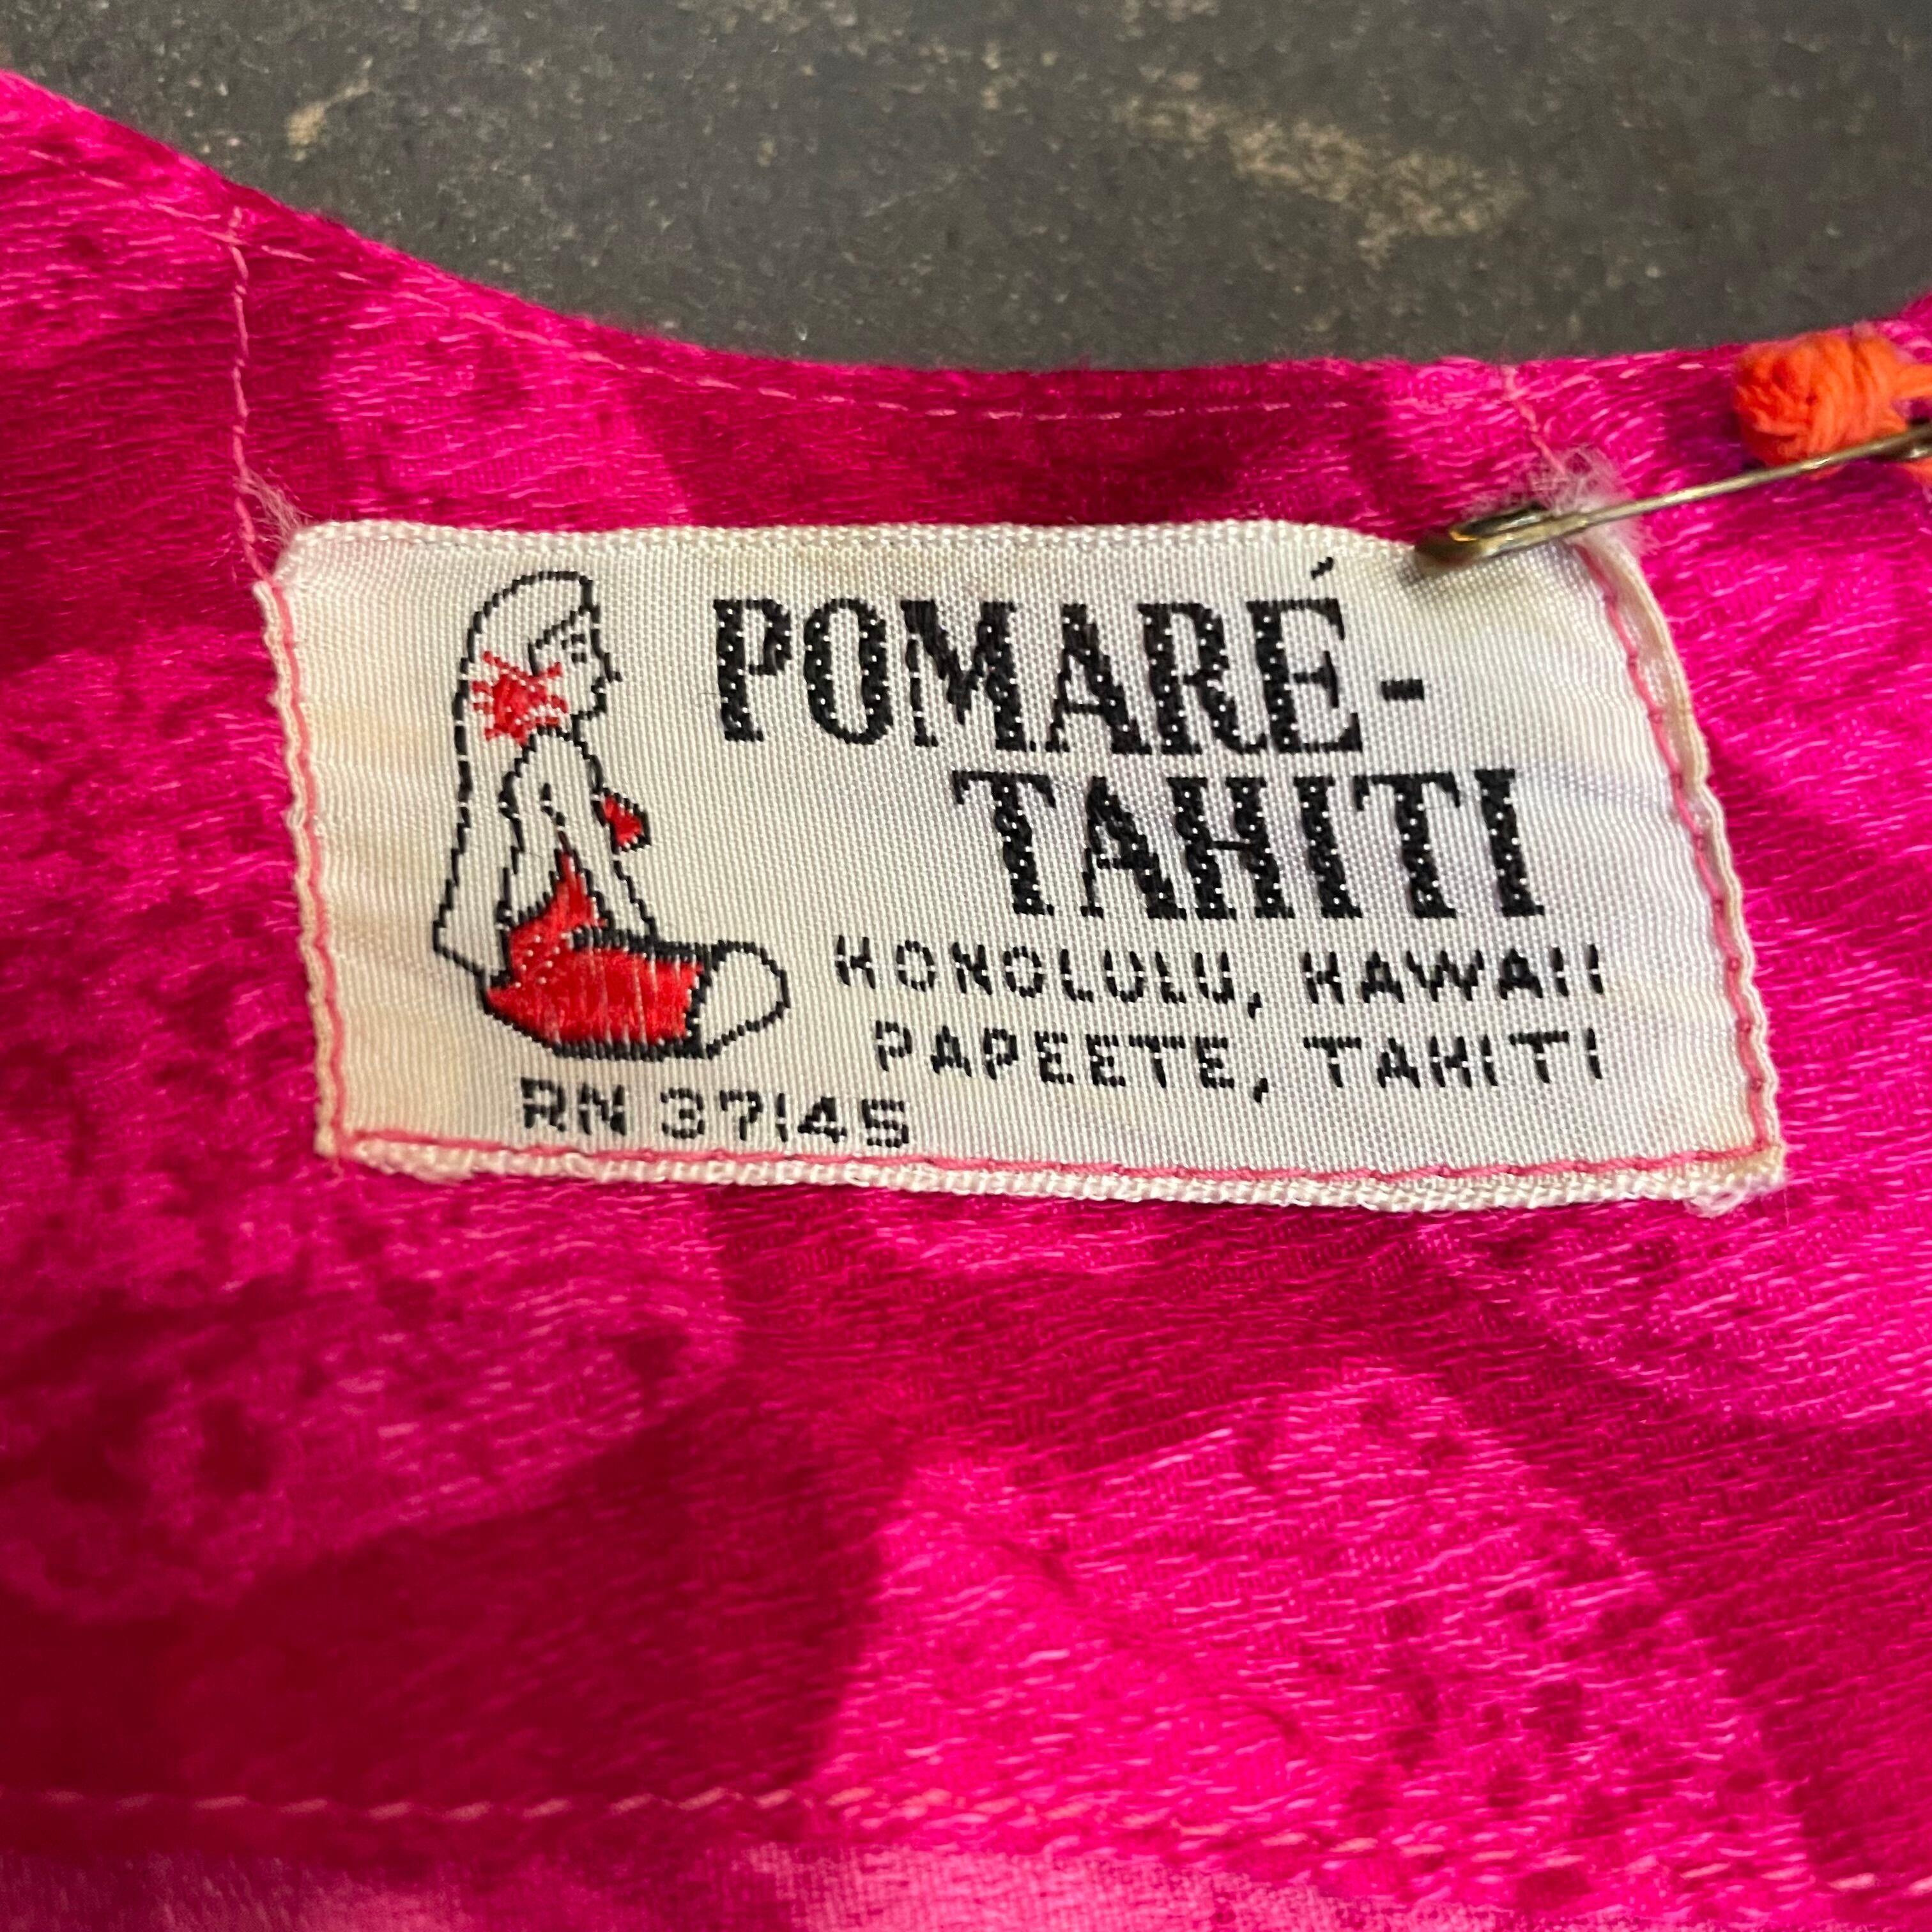 POMARÉ-
TAHITI
HONOLULU, HAWAII
PAPEETE, TAHITI
RN 37145